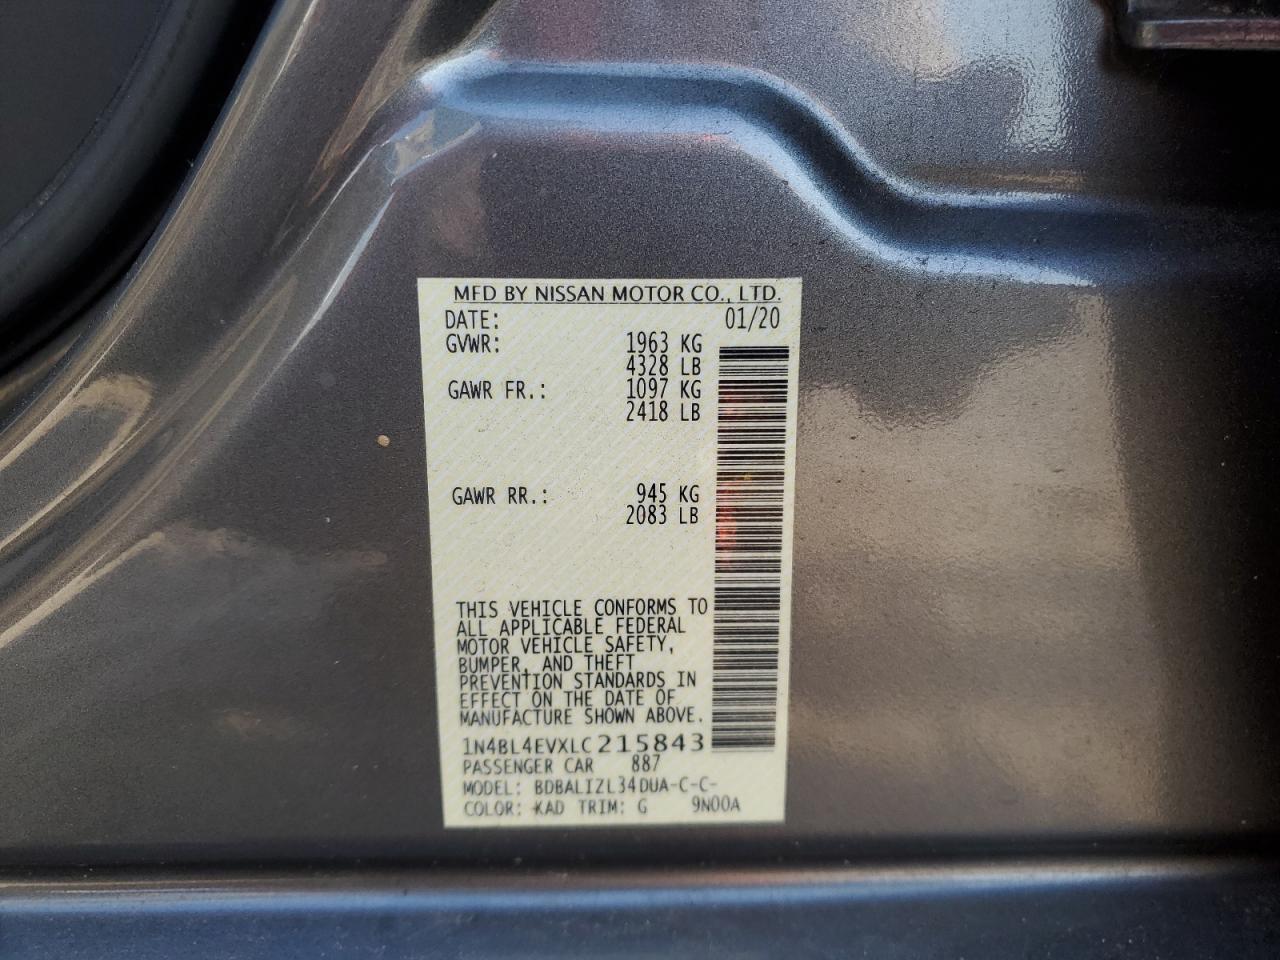 MFD BY NISSAN MOTOR CO., LTD.
DATE: 01/20
GVWR: 1963 KG
4328 LB
GAWR FR.: 1097 KG
2418 LB
GAWR RR.: 945 KG
2083 LB
THIS VEHICLE CONFORMS TO
ALL APPLICABLE FEDERAL
MOTOR VEHICLE SAFETY,
BUMPER, AND THEFT
PREVENTION STANDARDS IN
EFFECT ON THE DATE OF
MANUFACTURE SHOWN ABOVE.
1N4BL4EVXLC215843
PASSENGER CAR 887
MODEL: BDBALIZL34DUA-C-C-
COLOR: KAD TRIM: G 9N00A